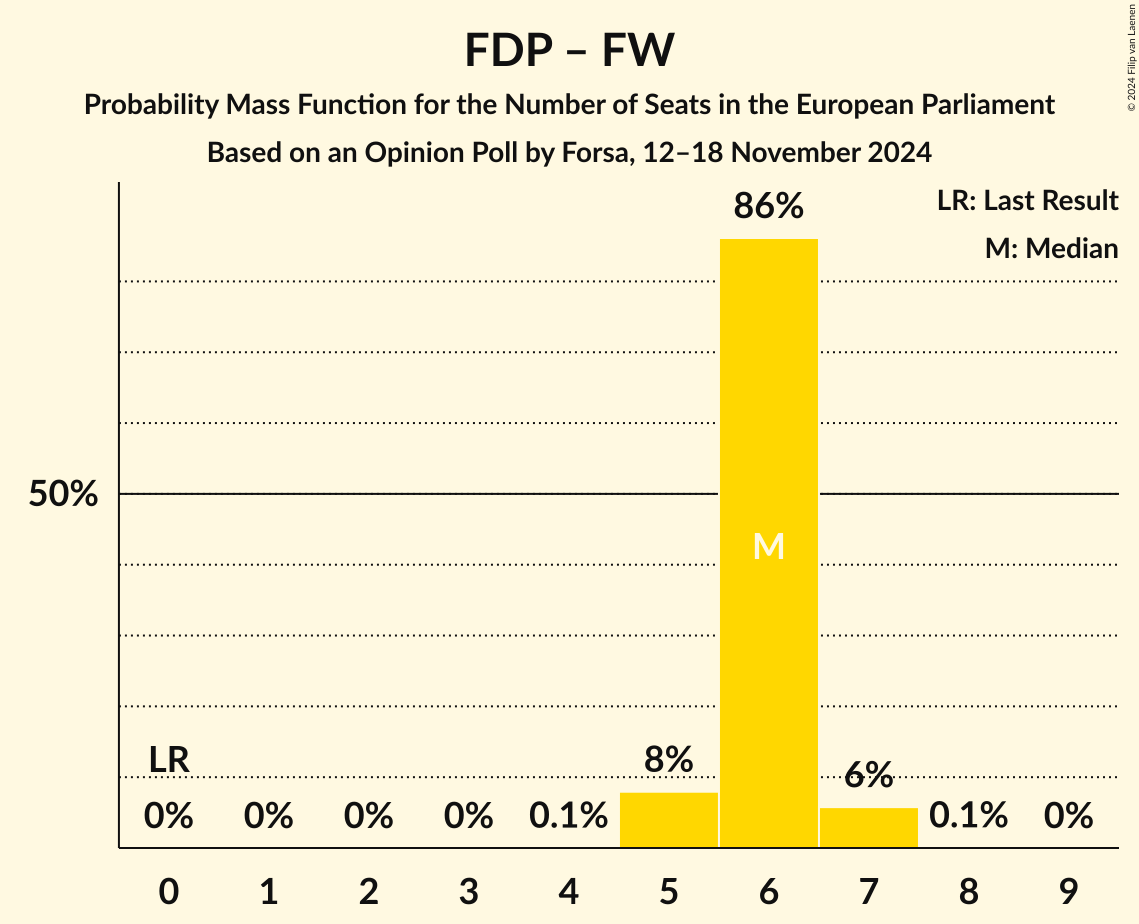 FDP – FW
Probability Mass Function for the Number of Seats in the European Parliament
Based on an Opinion Poll by Forsa, 12–18 November 2024
© 2024 Filip van Laenen
LR: Last Result
M: Median
86%
50%
M
LR
8%
6%
0%
0%
0%
0%
0.1%
0.1%
0%
0 1 2 3 4 5 6 7 8 9